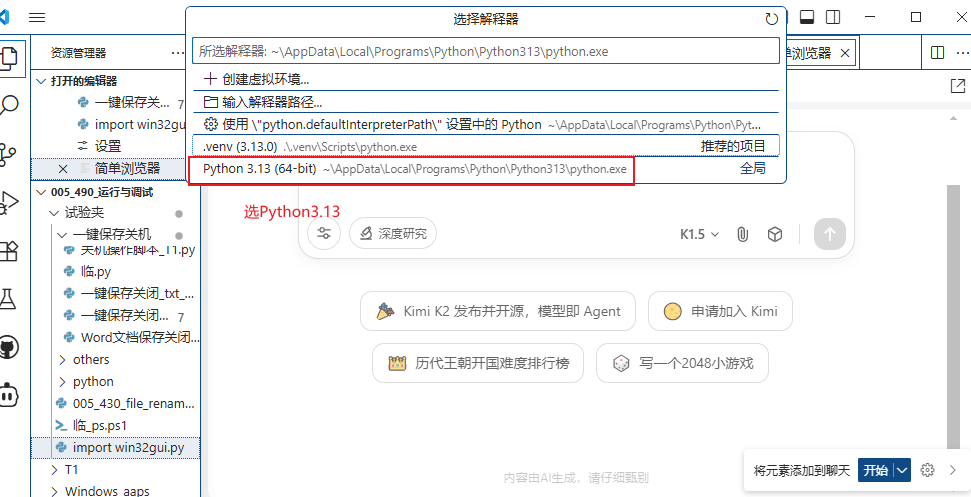 选择解释器
所选解释器: ~\AppData\Local\Programs\Python\Python313\python.exe
创建虚拟环境...
输入解释器路径...
使用 \"python.defaultInterpreterPath\" 设置中的 Python ~\AppData\Local\Programs\Python\Pyt...
.venv (3.13.0) .\.venv\Scripts\python.exe 推荐的项目
Python 3.13 (64-bit) ~\AppData\Local\Programs\Python\Python313\python.exe 全局
选Python3.13
资源管理器
打开的编辑器
一键保存关... 7
import win32gu
设置
简单浏览器
005_490_运行与调试
试验夹
一键保存关机
关机操作脚本_T1.py
临.py
一键保存关闭_txt_...
一键保存关闭... 7
Word文档保存关闭...
others
python
005_430_file_renam...
临_ps.ps1
import win32gui.py
T1
Windows_aaps
单浏览器
深度研究
K1.5
Kimi K2 发布并开源，模型即 Agent
申请加入 Kimi
历代王朝开国难度排行榜
写一个2048小游戏
内容由AI生成，请仔细甄别
将元素添加到聊天 开始